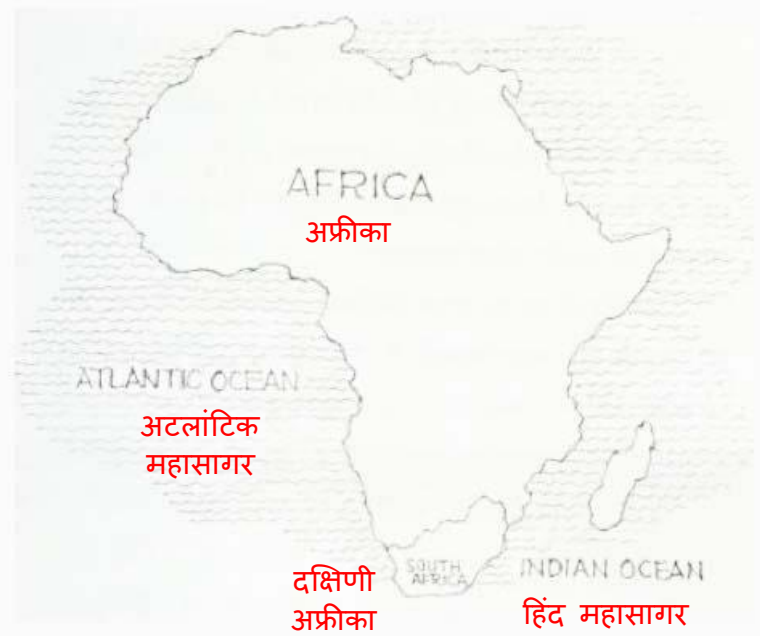 AFRICA
अफ्रीका
ATLANTIC OCEAN
अटलांटिक
महासागर
SOUTH
AFRICA
दक्षिणी
अफ्रीका
INDIAN OCEAN
हिंद महासागर